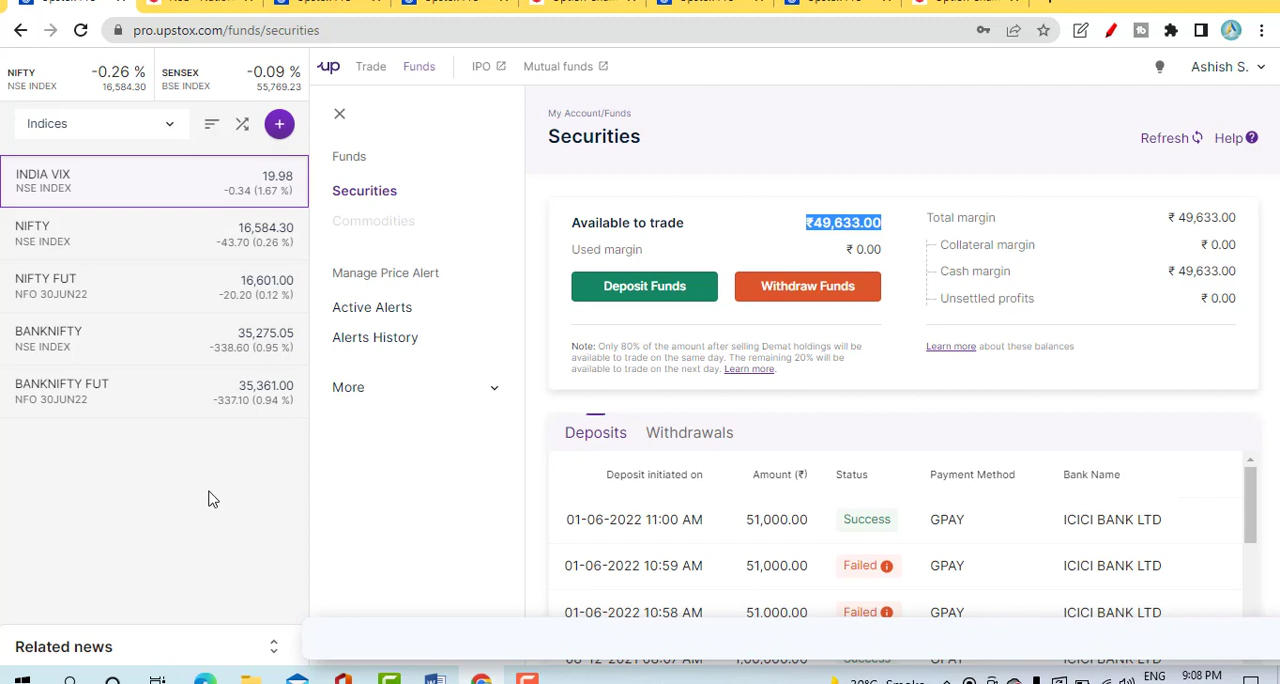 pro.upstox.com/funds/securities
NIFTY -0.26 %
NSE INDEX 16,584.30
SENSEX -0.09 %
BSE INDEX 55,769.23
up Trade Funds IPO Mutual funds
Ashish S.
Indices
+
INDIA VIX 19.98
NSE INDEX -0.34 (1.67 %)
NIFTY 16,584.30
NSE INDEX -43.70 (0.26 %)
NIFTY FUT 16,601.00
NFO 30JUN22 -20.20 (0.12 %)
BANKNIFTY 35,275.05
NSE INDEX -338.60 (0.95 %)
BANKNIFTY FUT 35,361.00
NFO 30JUN22 -337.10 (0.94 %)
Related news
Funds
Securities
Commodities
Manage Price Alert
Active Alerts
Alerts History
More
My Account/Funds
Securities
Refresh Help
Available to trade ₹49,633.00
Used margin ₹ 0.00
Deposit Funds Withdraw Funds
Note: Only 80% of the amount after selling Demat holdings will be
available to trade on the same day. The remaining 20% will be
available to trade on the next day. Learn more.
Total margin ₹ 49,633.00
Collateral margin ₹ 0.00
Cash margin ₹ 49,633.00
Unsettled profits ₹ 0.00
Learn more about these balances
Deposits Withdrawals
Deposit initiated on Amount (₹) Status Payment Method Bank Name
01-06-2022 11:00 AM 51,000.00 Success GPAY ICICI BANK LTD
01-06-2022 10:59 AM 51,000.00 Failed GPAY ICICI BANK LTD
01-06-2022 10:58 AM 51,000.00 Failed GPAY ICICI BANK LTD
ENG
9:08 PM